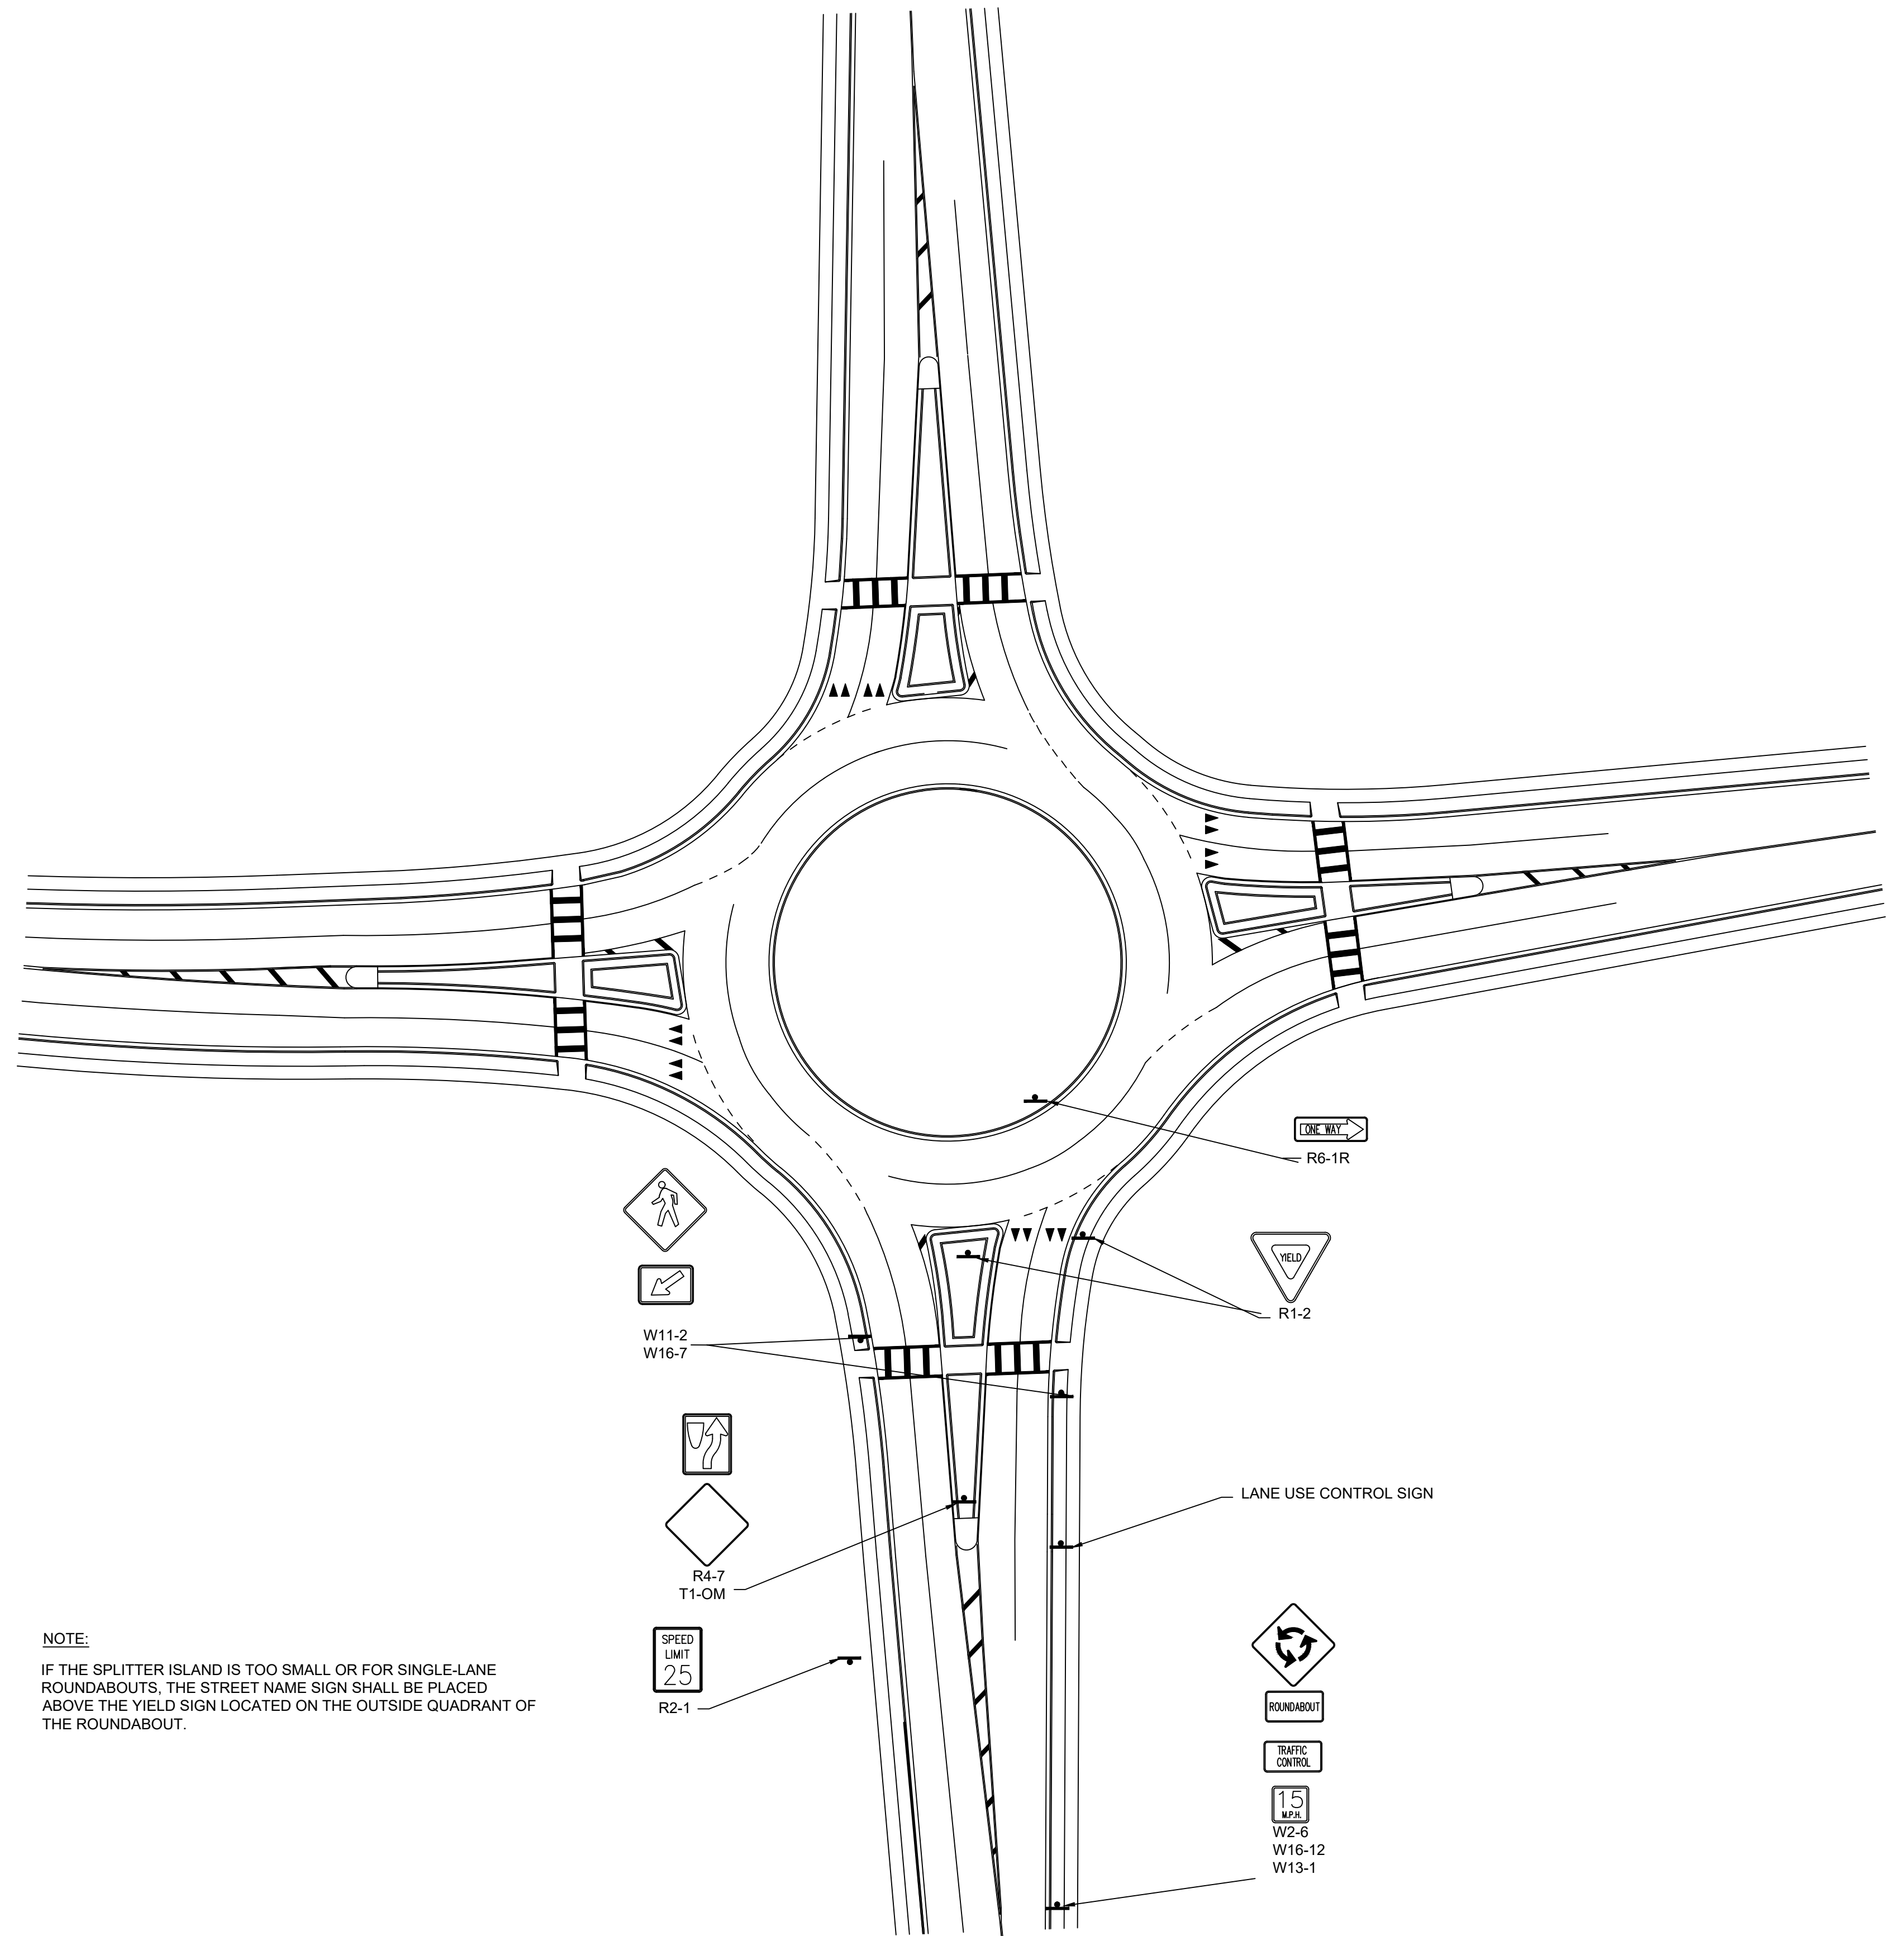 ONE WAY
R6-1R
YIELD
R1-2
W11-2
W16-7
LANE USE CONTROL SIGN
R4-7
T1-OM
SPEED
LIMIT
25
R2-1
NOTE:
IF THE SPLITTER ISLAND IS TOO SMALL OR FOR SINGLE-LANE
ROUNDABOUTS, THE STREET NAME SIGN SHALL BE PLACED
ABOVE THE YIELD SIGN LOCATED ON THE OUTSIDE QUADRANT OF
THE ROUNDABOUT.
ROUNDABOUT
TRAFFIC
CONTROL
15
M.P.H.
W2-6
W16-12
W13-1